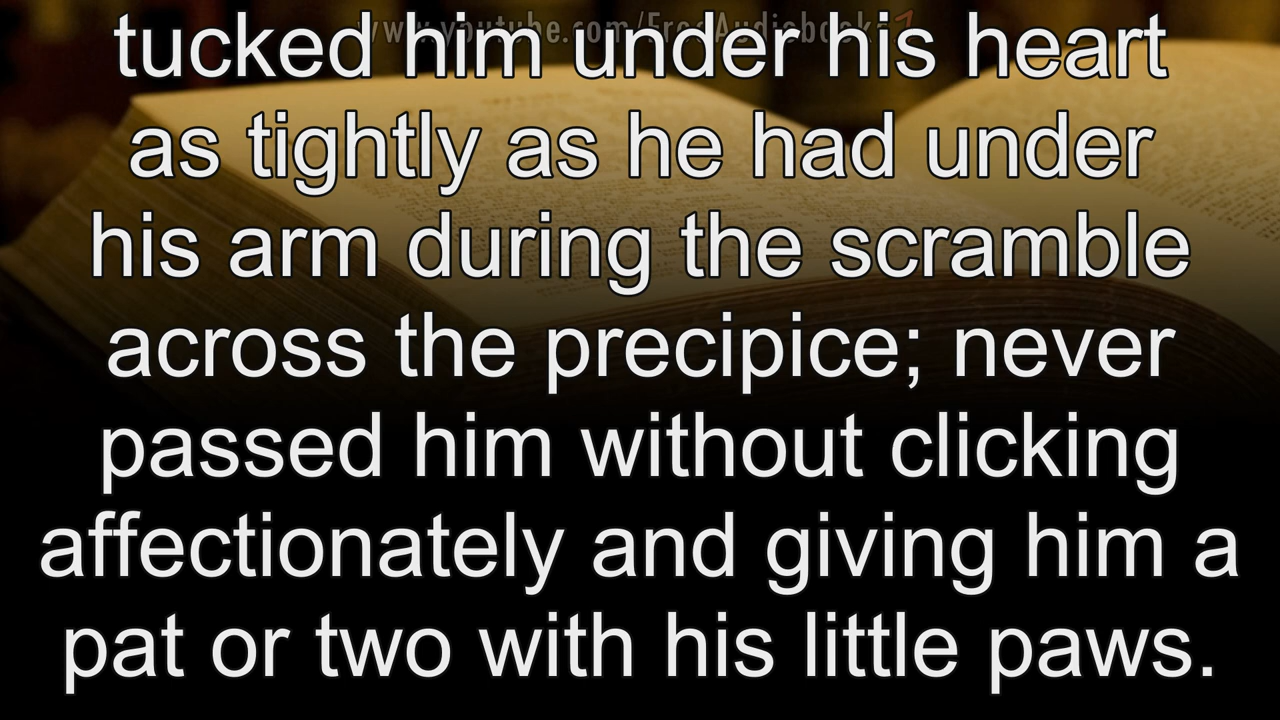 www.youtube.com/FreeAudiobook
tucked him under his heart
as tightly as he had under
his arm during the scramble
across the precipice; never
passed him without clicking
affectionately and giving him a
pat or two with his little paws.